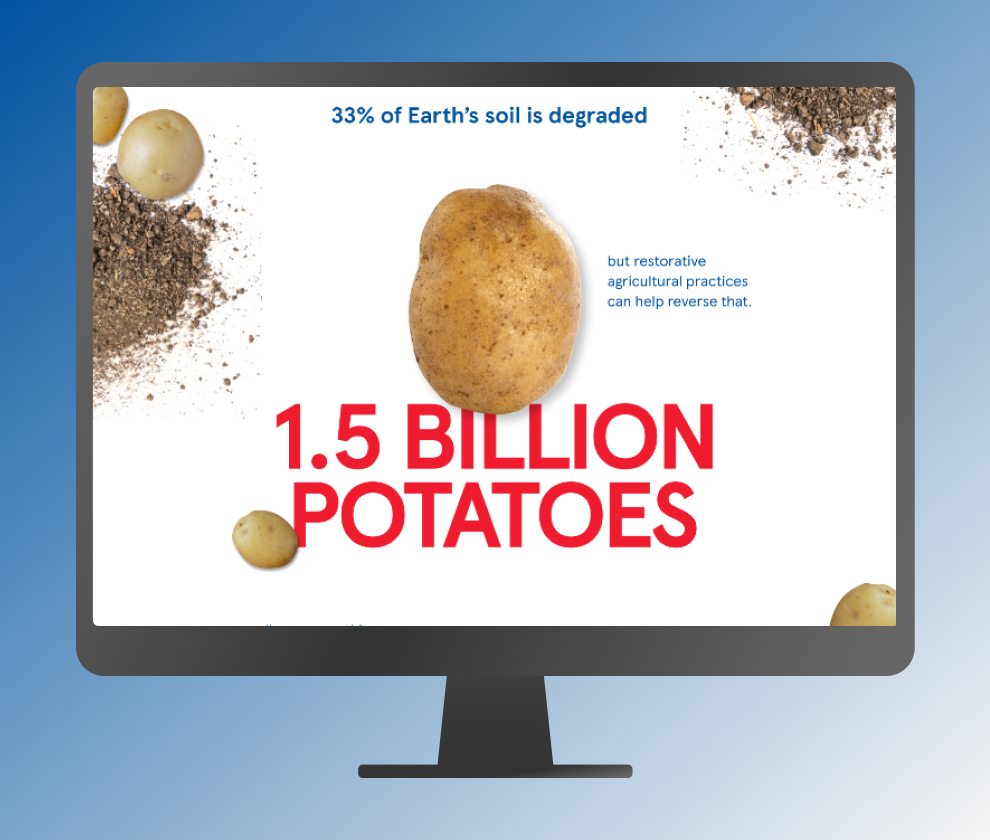 33% of Earth’s soil is degraded
but restorative
agricultural practices
can help reverse that.
1.5 BILLION
POTATOES